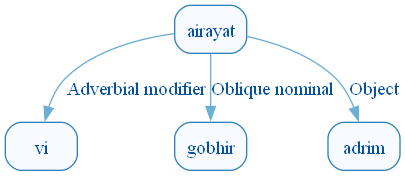 airayat
Adverbial modifier Oblique nominal Object
vi gobhir adrim